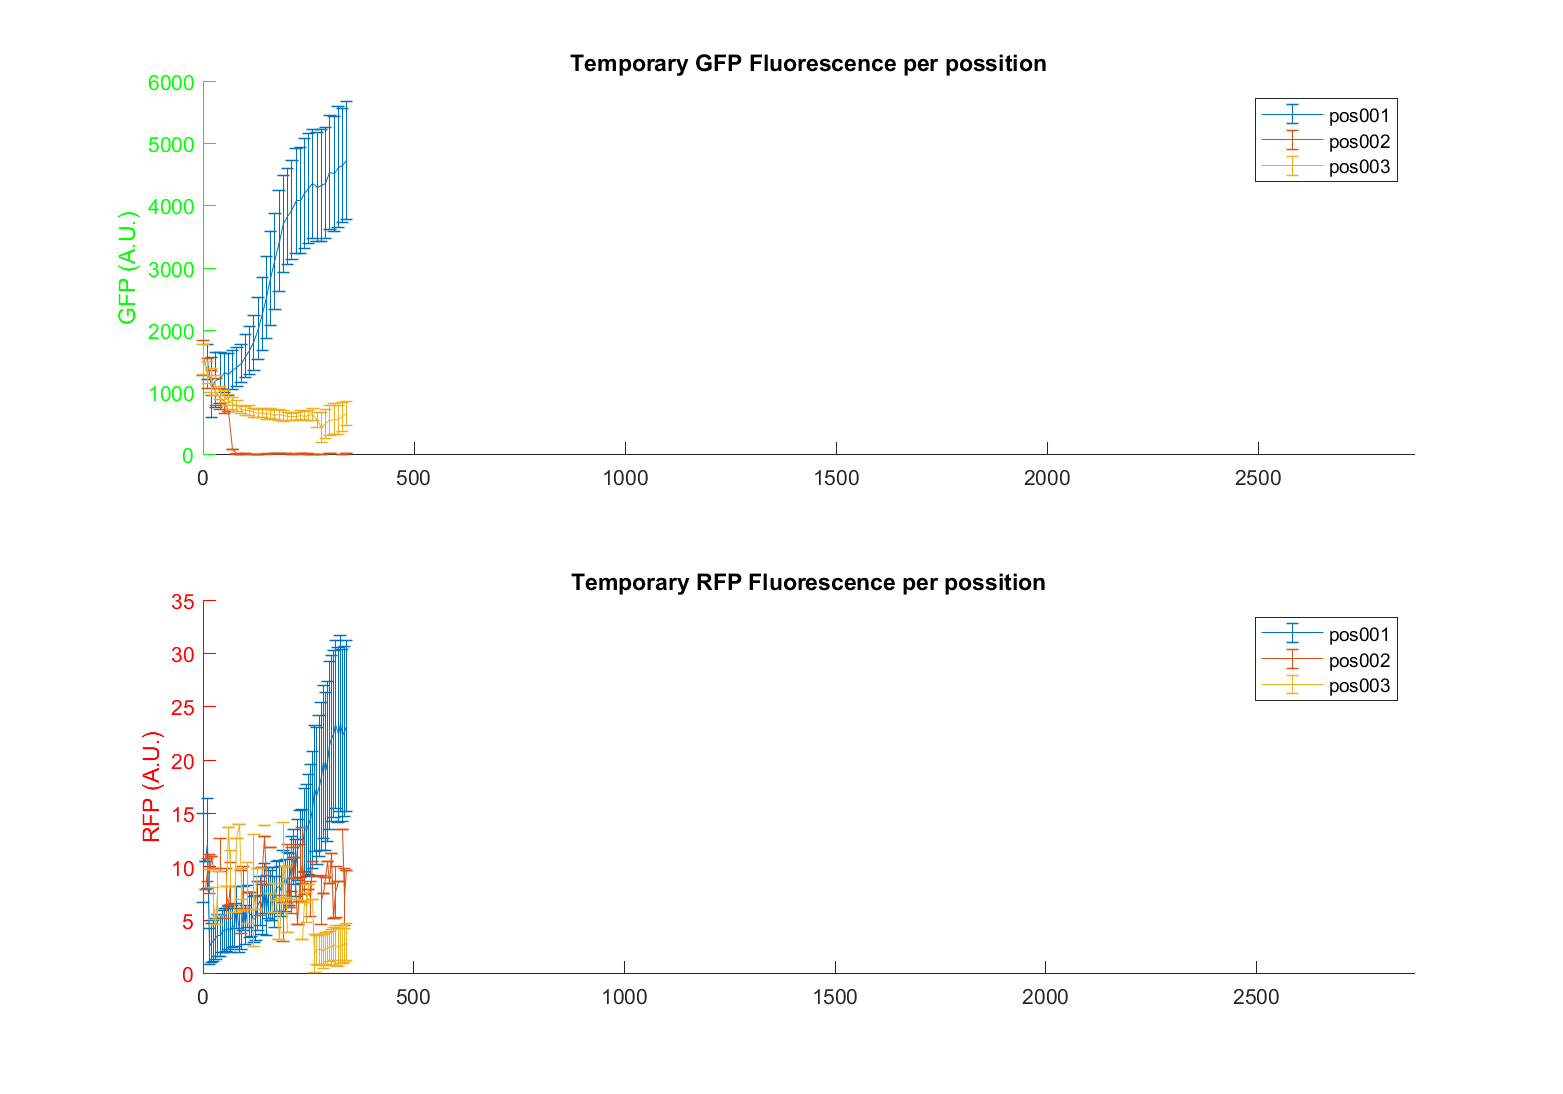 Temporary GFP Fluorescence per possition
6000
5000
4000
3000
2000
1000
0
GFP (A.U.)
0 500 1000 1500 2000 2500
pos001
pos002
pos003
Temporary RFP Fluorescence per possition
35
30
25
20
15
10
5
0
RFP (A.U.)
0 500 1000 1500 2000 2500
pos001
pos002
pos003